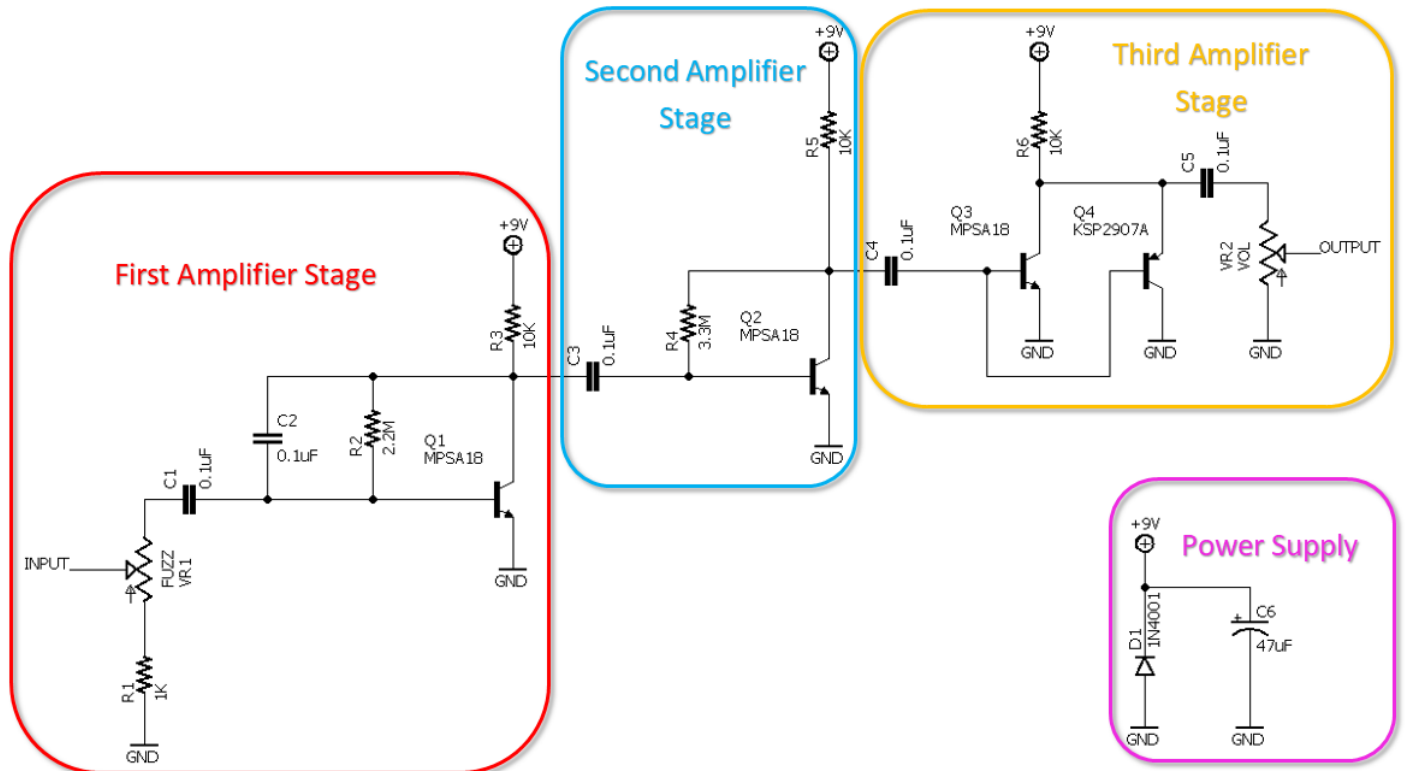 First Amplifier Stage
+9V
R3
10K
C2
0.1uF
R2
2.2M
Q1
MPSA18
C1
0.1uF
INPUT
FUZZ
VR1
R1
1K
GND
GND
Second Amplifier
Stage
+9V
R5
10K
C3
0.1uF
R4
3.3M
Q2
MPSA18
GND
Third Amplifier
Stage
+9V
R6
10K
C4
0.1uF
Q3
MPSA18
Q4
KSP2907A
C5
0.1uF
VR2
VOL
OUTPUT
GND
GND
GND
Power Supply
+9V
D1
1N4001
+
C6
47uF
GND
GND